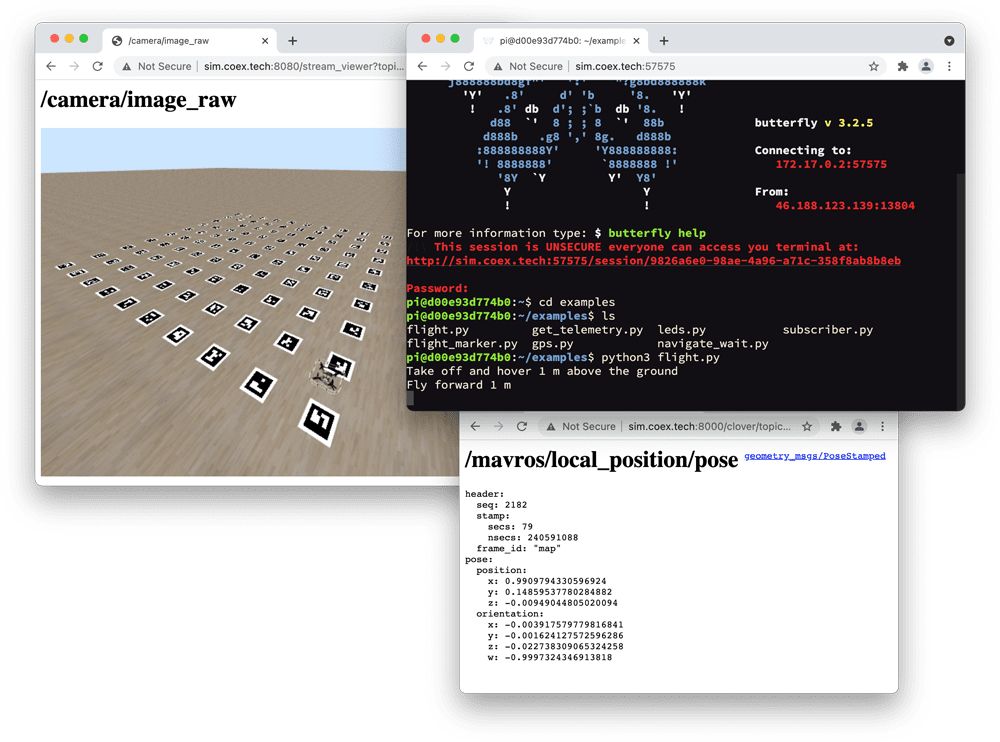 /camera/image_raw
Not Secure
sim.coex.tech:8080/stream_viewer?topi...
/camera/image_raw
pi@d00e93d774b0: ~/example
Not Secure
sim.coex.tech:57575
butterfly v 3.2.5
Connecting to:
172.17.0.2:57575
From:
46.188.123.139:13804
For more information type: $ butterfly help
This session is UNSECURE everyone can access you terminal at:
http://sim.coex.tech:57575/session/9826a6e0-98ae-4a96-a71c-358f8ab8b8eb
Password:
pi@d00e93d774b0:~$ cd examples
pi@d00e93d774b0:~/examples$ ls
flight.py get_telemetry.py leds.py subscriber.py
flight_marker.py gps.py navigate_wait.py
pi@d00e93d774b0:~/examples$ python3 flight.py
Take off and hover 1 m above the ground
Fly forward 1 m
Not Secure
sim.coex.tech:8000/clover/topic...
/mavros/local_position/pose
geometry_msgs/PoseStamped
header:
seq: 2182
stamp:
secs: 79
nsecs: 240591088
frame_id: "map"
pose:
position:
x: 0.9909794330596924
y: 0.14859537780284882
z: -0.00949044805020094
orientation:
x: -0.003917579779816841
y: -0.001624127572596286
z: -0.022738309065324258
w: -0.9997324346913818